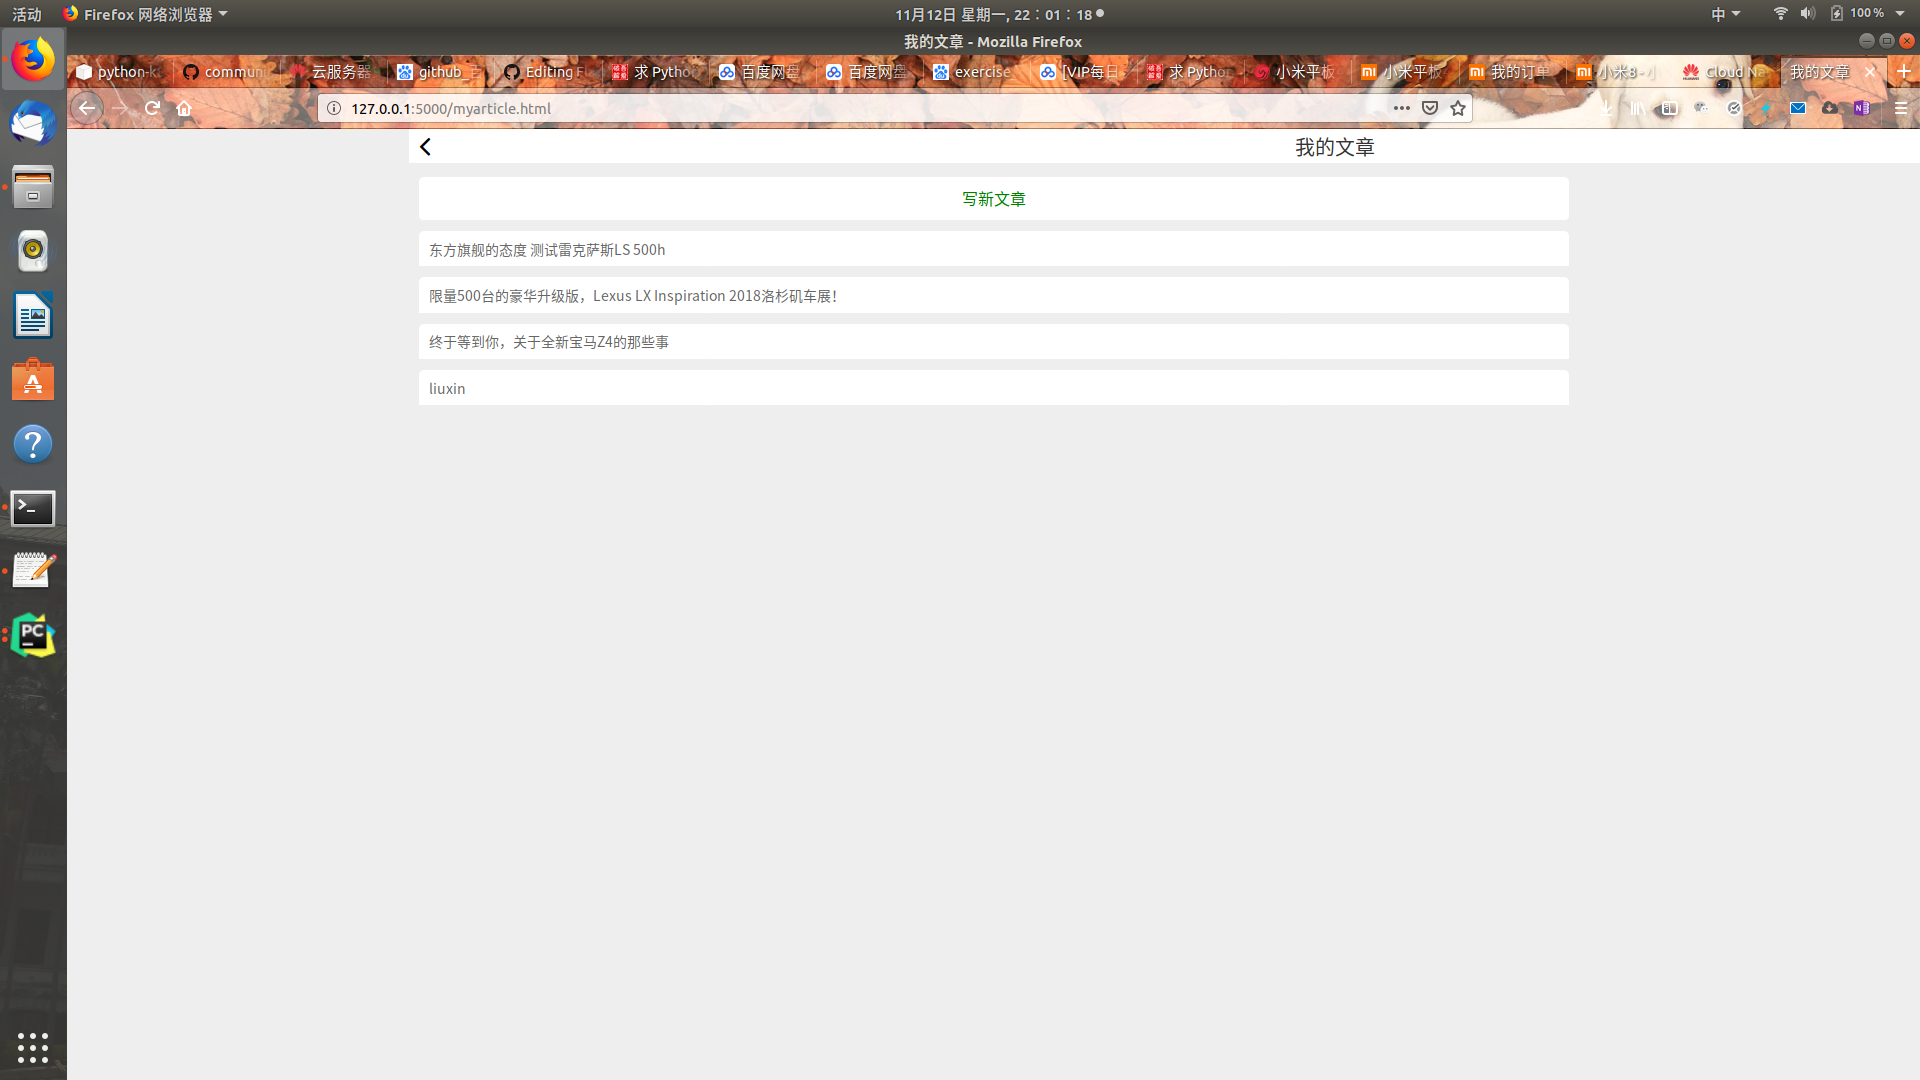 活动 Firefox 网络浏览器 11月12日 星期一, 22：01：18 中 100%
我的文章 - Mozilla Firefox
python-k commun 云服务器 github Editing F 求 Python 百度网盘 百度网盘 exercise [VIP每日 求 Python 小米平板 小米平板 我的订单 小米8 - Cloud Na 我的文章
127.0.0.1:5000/myarticle.html
我的文章
写新文章
东方旗舰的态度 测试雷克萨斯LS 500h
限量500台的豪华升级版，Lexus LX Inspiration 2018洛杉矶车展！
终于等到你，关于全新宝马Z4的那些事
liuxin